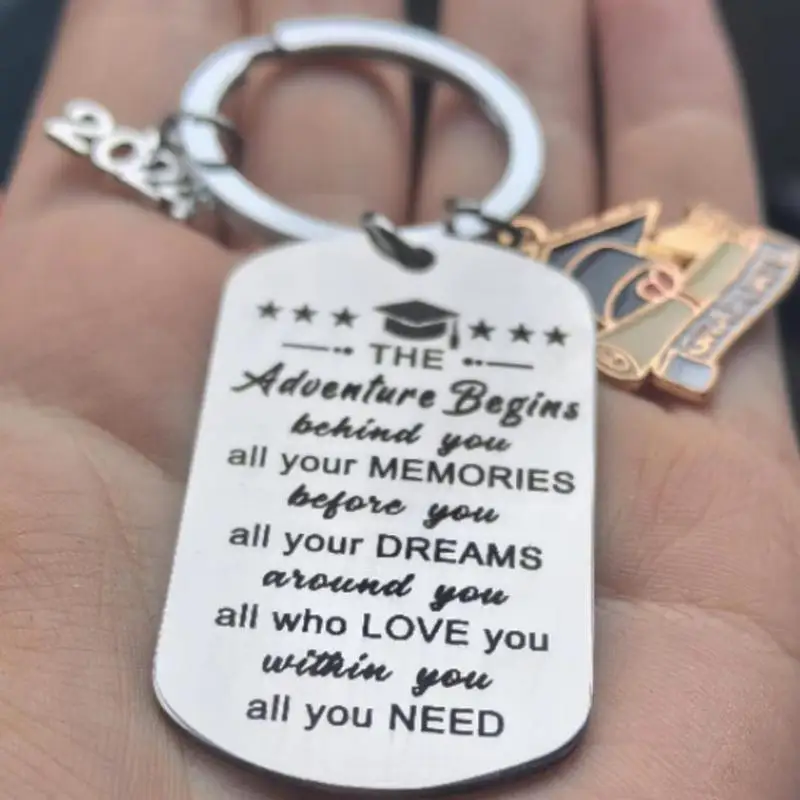 2024
THE
Adventure Begins
behind you
all your MEMORIES
before you
all your DREAMS
around you
all who LOVE you
within you
all you NEED